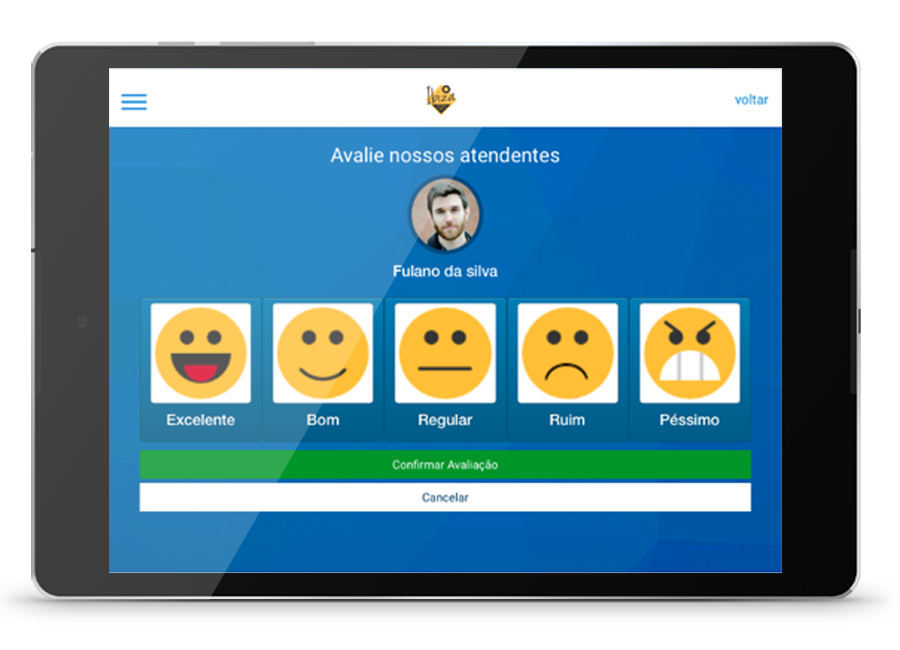 Ibiza
voltar
Avalie nossos atendentes
Fulano da silva
Excelente
Bom
Regular
Ruim
Péssimo
Confirmar Avaliação
Cancelar